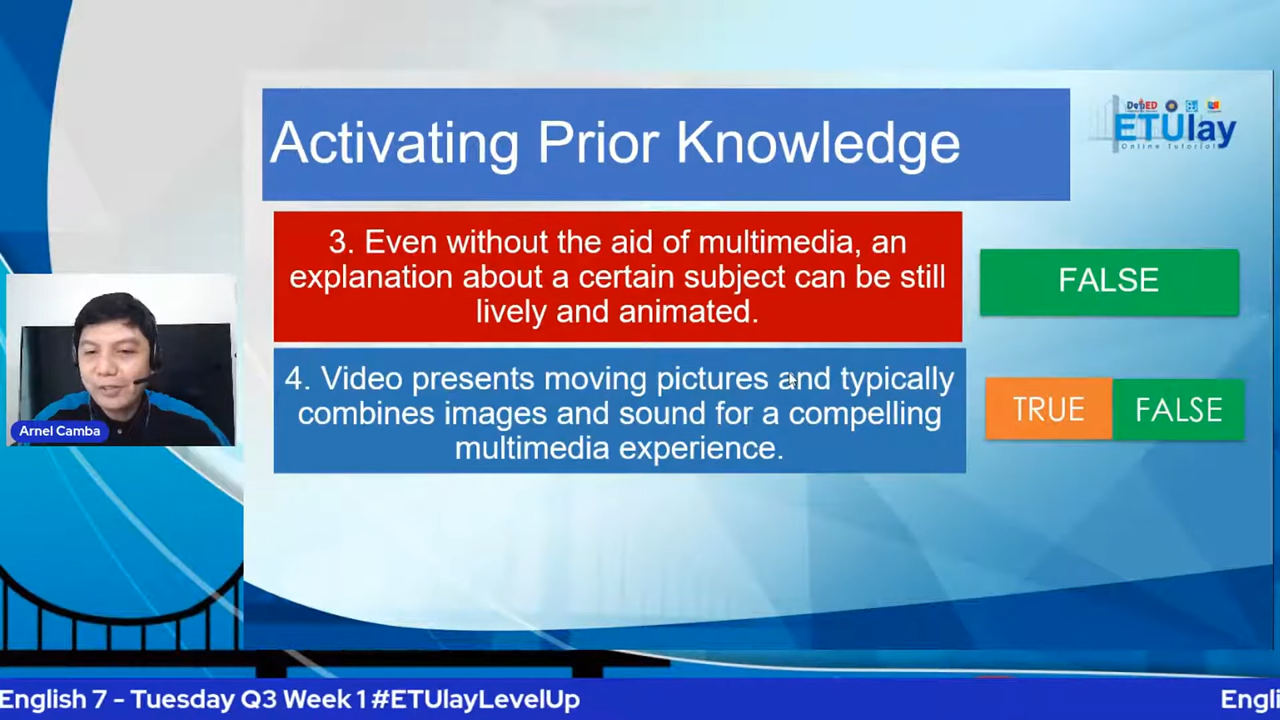 Activating Prior Knowledge
DepED
ETUlay
Online Tutorial
3. Even without the aid of multimedia, an
explanation about a certain subject can be still
lively and animated.
FALSE
4. Video presents moving pictures and typically
combines images and sound for a compelling
multimedia experience.
TRUE
FALSE
Arnel Camba
English 7 - Tuesday Q3 Week 1 #ETUlayLevelUp
Engli